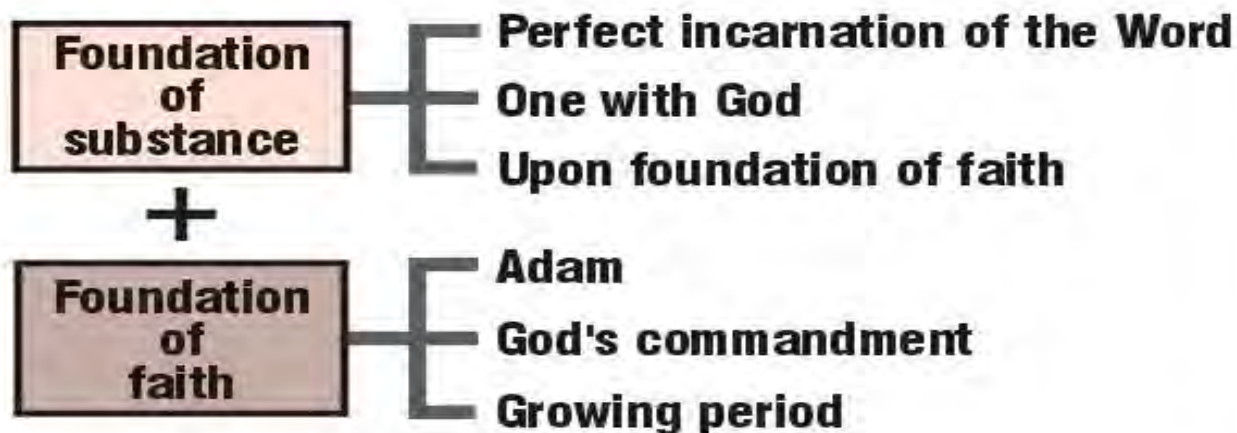 Foundation
of
substance
Perfect incarnation of the Word
One with God
Upon foundation of faith
+
Foundation
of
faith
Adam
God's commandment
Growing period